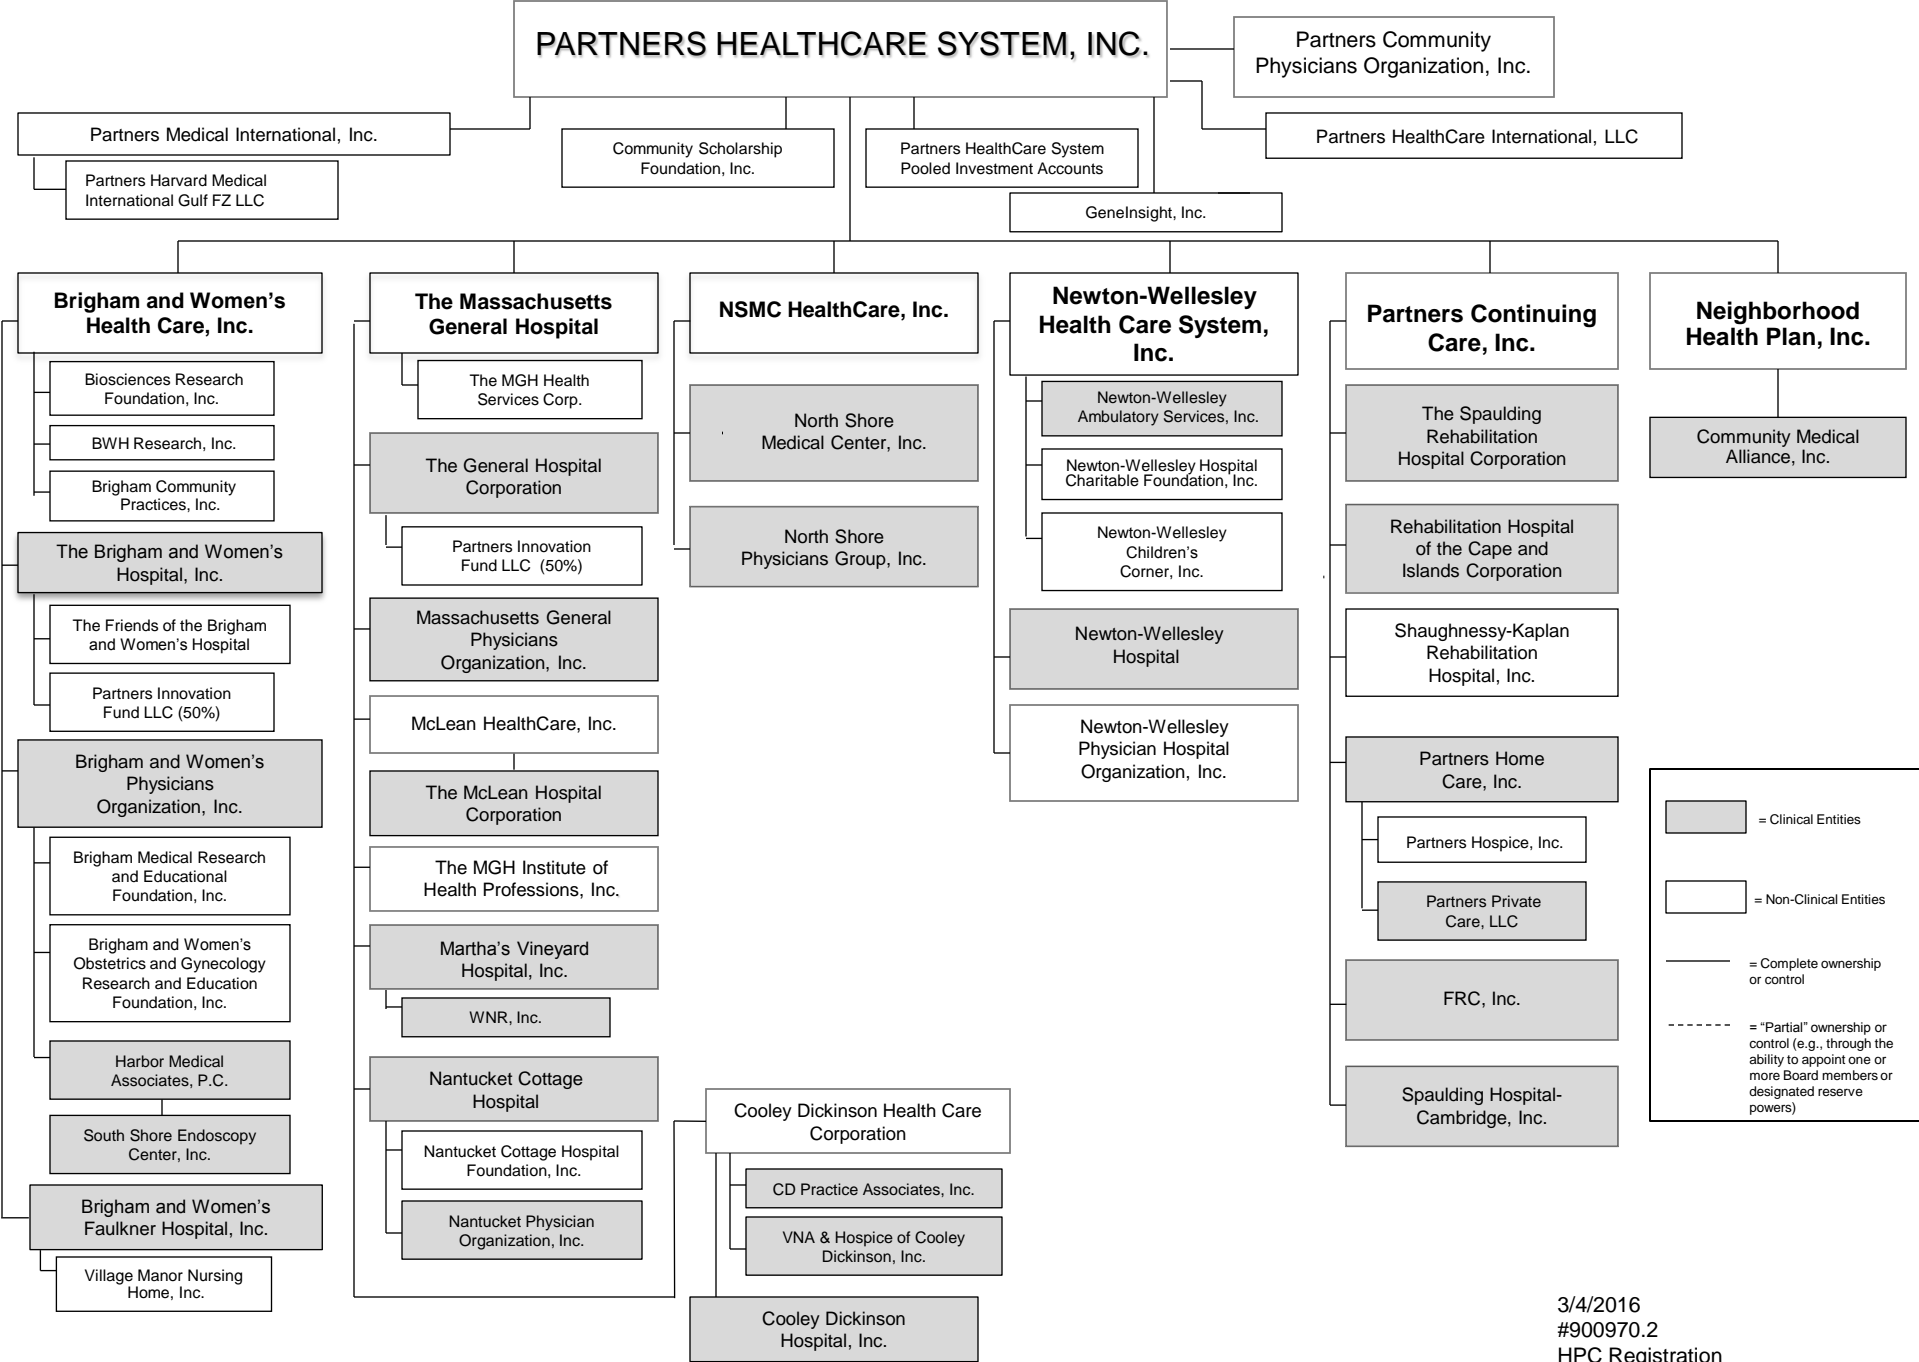 PARTNERS HEALTHCARE SYSTEM, INC.
Partners Community
Physicians Organization, Inc.
Partners Medical International, Inc.
Partners Harvard Medical
International Gulf FZ LLC
Community Scholarship
Foundation, Inc.
Partners HealthCare System
Pooled Investment Accounts
GeneInsight, Inc.
Partners HealthCare International, LLC
Brigham and Women’s
Health Care, Inc.
Biosciences Research
Foundation, Inc.
BWH Research, Inc.
Brigham Community
Practices, Inc.
The Brigham and Women’s
Hospital, Inc.
The Friends of the Brigham
and Women’s Hospital
Partners Innovation
Fund LLC (50%)
Brigham and Women’s
Physicians
Organization, Inc.
Brigham Medical Research
and Educational
Foundation, Inc.
Brigham and Women’s
Obstetrics and Gynecology
Research and Education
Foundation, Inc.
Harbor Medical
Associates, P.C.
South Shore Endoscopy
Center, Inc.
Brigham and Women’s
Faulkner Hospital, Inc.
Village Manor Nursing
Home, Inc.
The Massachusetts
General Hospital
The MGH Health
Services Corp.
The General Hospital
Corporation
Partners Innovation
Fund LLC (50%)
Massachusetts General
Physicians
Organization, Inc.
McLean HealthCare, Inc.
The McLean Hospital
Corporation
The MGH Institute of
Health Professions, Inc.
Martha’s Vineyard
Hospital, Inc.
WNR, Inc.
Nantucket Cottage
Hospital
Nantucket Cottage Hospital
Foundation, Inc.
Nantucket Physician
Organization, Inc.
Cooley Dickinson Health Care
Corporation
CD Practice Associates, Inc.
VNA & Hospice of Cooley
Dickinson, Inc.
Cooley Dickinson
Hospital, Inc.
NSMC HealthCare, Inc.
North Shore
Medical Center, Inc.
North Shore
Physicians Group, Inc.
Newton-Wellesley
Health Care System,
Inc.
Newton-Wellesley
Ambulatory Services, Inc.
Newton-Wellesley Hospital
Charitable Foundation, Inc.
Newton-Wellesley
Children’s
Corner, Inc.
Newton-Wellesley
Hospital
Newton-Wellesley
Physician Hospital
Organization, Inc.
Partners Continuing
Care, Inc.
The Spaulding
Rehabilitation
Hospital Corporation
Rehabilitation Hospital
of the Cape and
Islands Corporation
Shaughnessy-Kaplan
Rehabilitation
Hospital, Inc.
Partners Home
Care, Inc.
Partners Hospice, Inc.
Partners Private
Care, LLC
FRC, Inc.
Spaulding Hospital-
Cambridge, Inc.
Neighborhood
Health Plan, Inc.
Community Medical
Alliance, Inc.
= Clinical Entities
= Non-Clinical Entities
= Complete ownership
or control
= “Partial” ownership or
control (e.g., through the
ability to appoint one or
more Board members or
designated reserve
powers)
3/4/2016
#900970.2
HPC Registration